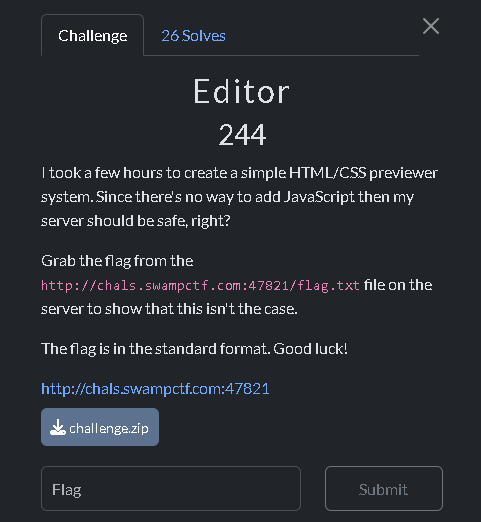 Challenge
26 Solves
Editor
244
I took a few hours to create a simple HTML/CSS previewer
system. Since there's no way to add JavaScript then my
server should be safe, right?
Grab the flag from the
http://chals.swampctf.com:47821/flag.txt file on the
server to show that this isn't the case.
The flag is in the standard format. Good luck!
http://chals.swampctf.com:47821
challenge.zip
Flag
Submit